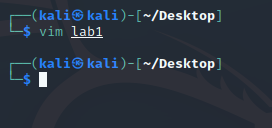 ┌──(kali㉿kali)-[~/Desktop]
└─$ vim lab1
┌──(kali㉿kali)-[~/Desktop]
└─$